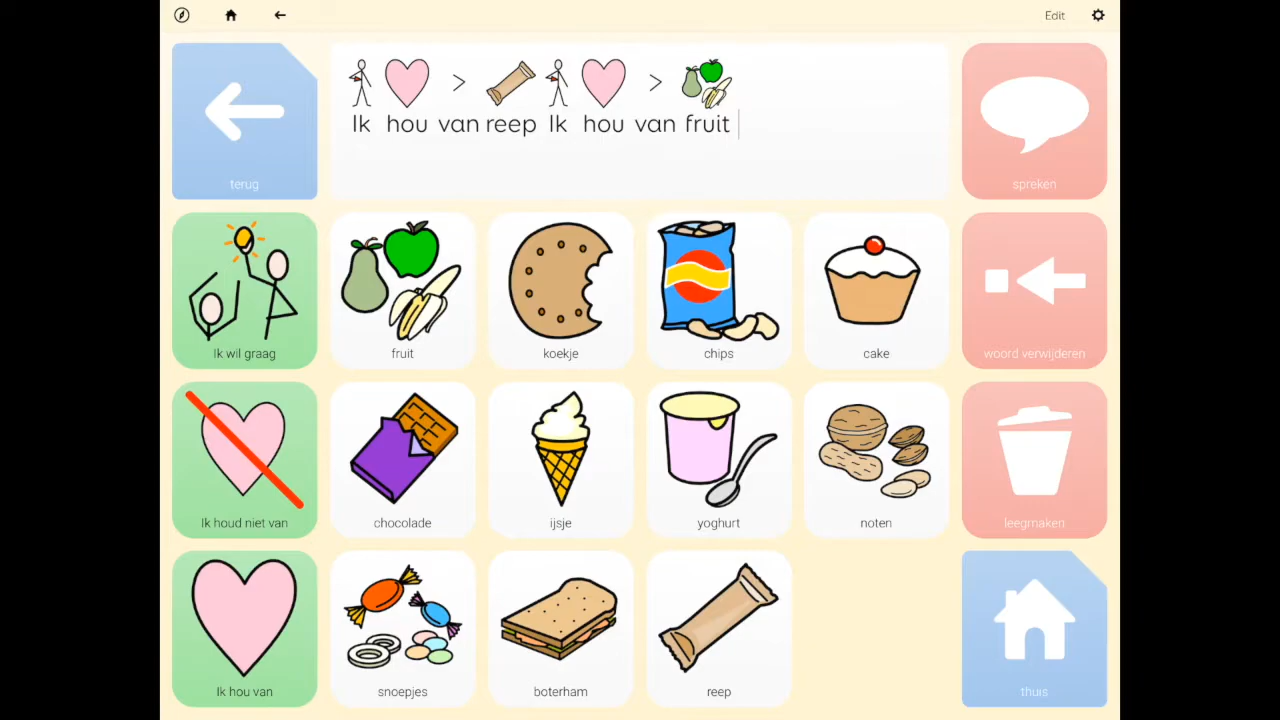 Edit
terug
Ik hou van reep Ik hou van fruit
spreken
Ik wil graag
fruit
koekje
chips
cake
woord verwijderen
Ik houd niet van
chocolade
ijsje
yoghurt
noten
leegmaken
Ik hou van
snoepjes
boterham
reep
thuis